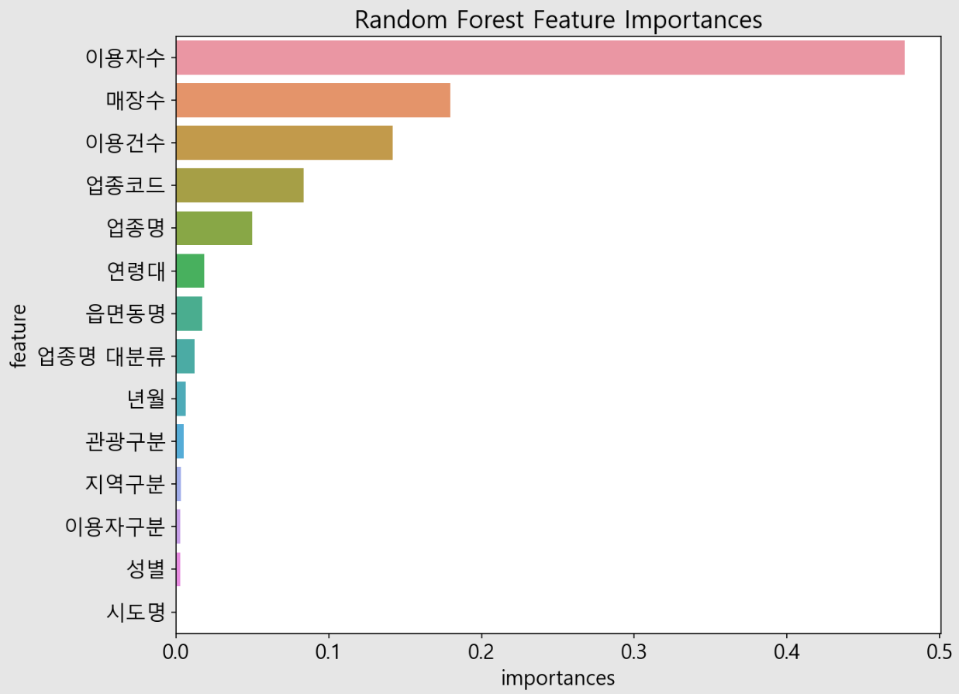 Random Forest Feature Importances
이용자수
매장수
이용건수
업종코드
업종명
연령대
읍면동명
업종명 대분류
년월
관광구분
지역구분
이용자구분
성별
시도명
feature
0.0 0.1 0.2 0.3 0.4 0.5
importances